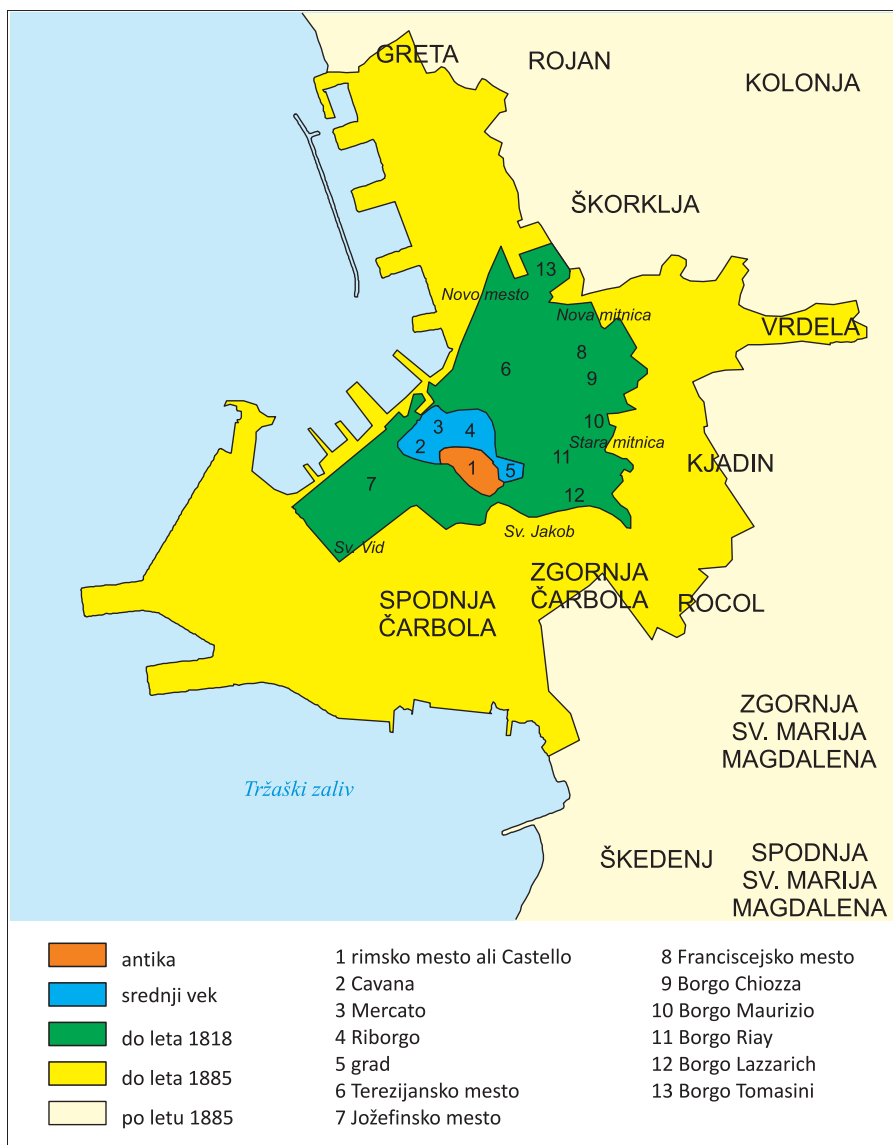 GRETA
ROJAN
KOLONJA
ŠKORKLJA
13
Novo mesto
Nova mitnica
VRDELA
8
6
9
10
3
4
Stara mitnica
2
11
KJADIN
1
5
7
12
Sv. Jakob
Sv. Vid
ZGORNJA
ČARBOLA
SPODNJA
ČARBOLA
ROCOL
ZGORNJA
SV. MARIJA
MAGDALENA
Tržaški zaliv
ŠKEDENJ
SPODNJA
SV. MARIJA
MAGDALENA
antika
srednji vek
do leta 1818
do leta 1885
po letu 1885
1 rimsko mesto ali Castello
2 Cavana
3 Mercato
4 Riborgo
5 grad
6 Terezijansko mesto
7 Jožefinsko mesto
8 Franciscejsko mesto
9 Borgo Chiozza
10 Borgo Maurizio
11 Borgo Riay
12 Borgo Lazzarich
13 Borgo Tomasini